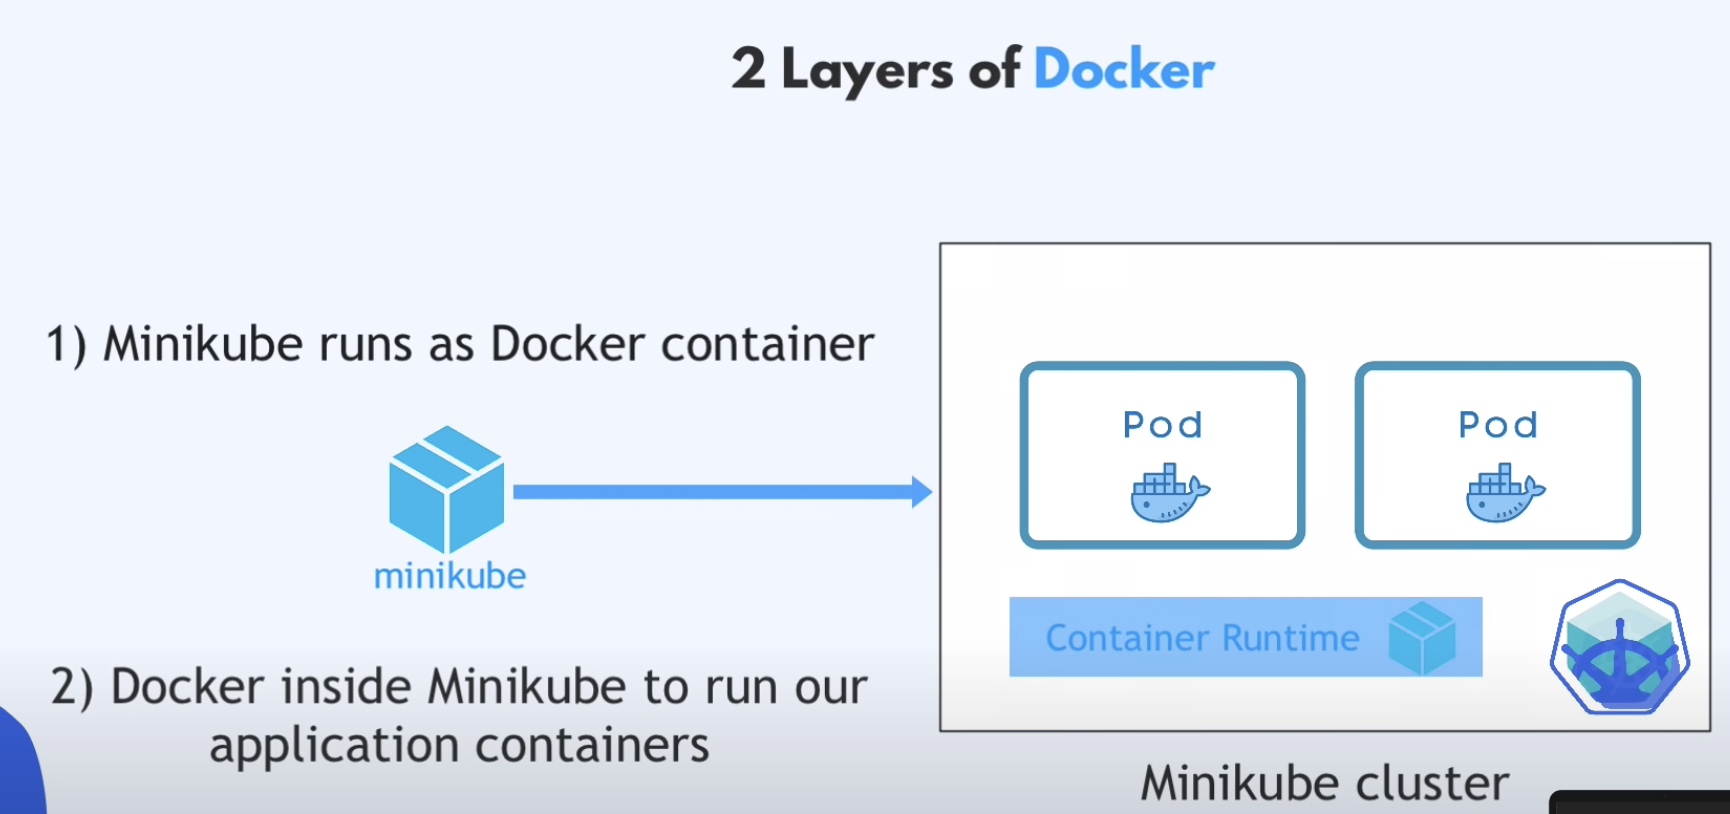 2 Layers of Docker
1) Minikube runs as Docker container
minikube
2) Docker inside Minikube to run our
application containers
Pod
Pod
Container Runtime
Minikube cluster